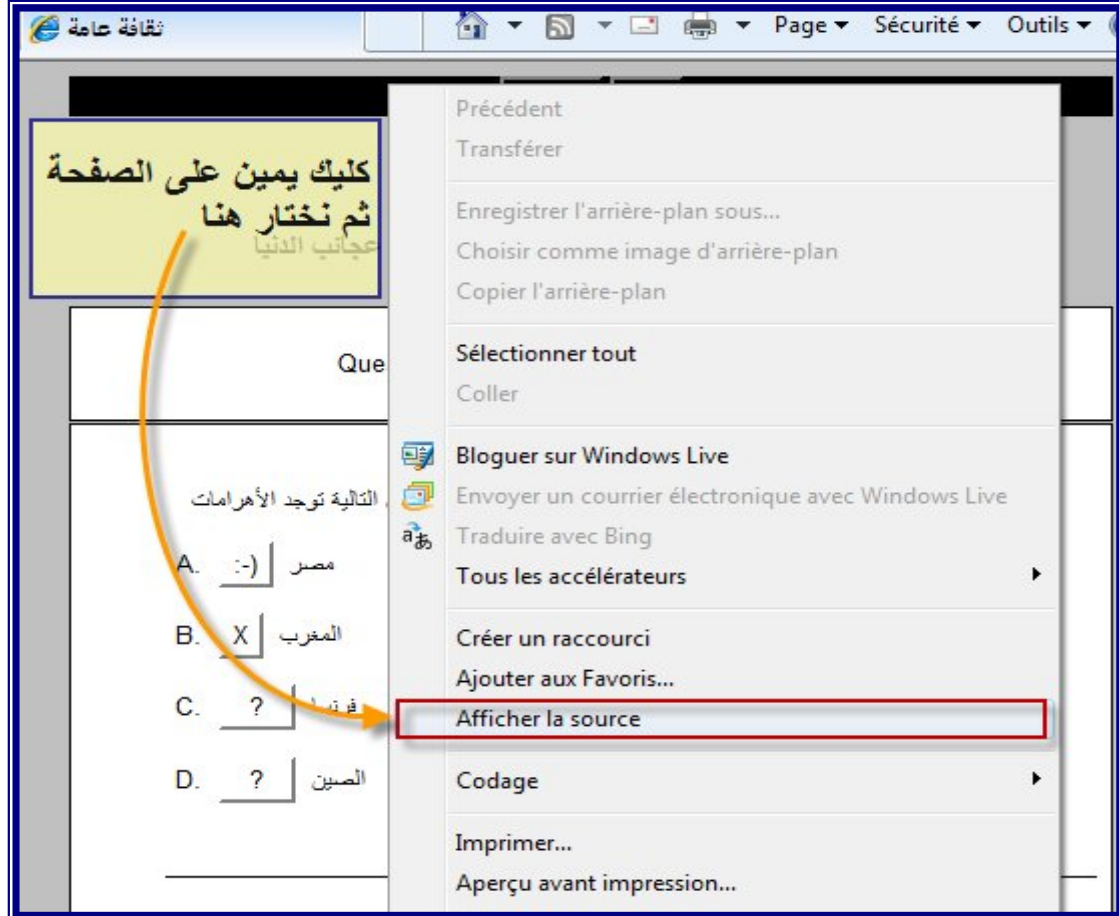 ثقافة عامة
Page Sécurité Outils
كليك يمين على الصفحة
ثم نختار هنا
عجائب الدنيا
Que
التالية توجد الأهرامات
A. :-) مصر
B. X المغرب
C. ?
D. ? الصين
Précédent
Transférer
Enregistrer l'arrière-plan sous...
Choisir comme image d'arrière-plan
Copier l'arrière-plan
Sélectionner tout
Coller
Bloguer sur Windows Live
Envoyer un courrier électronique avec Windows Live
Traduire avec Bing
Tous les accélérateurs
Créer un raccourci
Ajouter aux Favoris...
Afficher la source
Codage
Imprimer...
Aperçu avant impression...